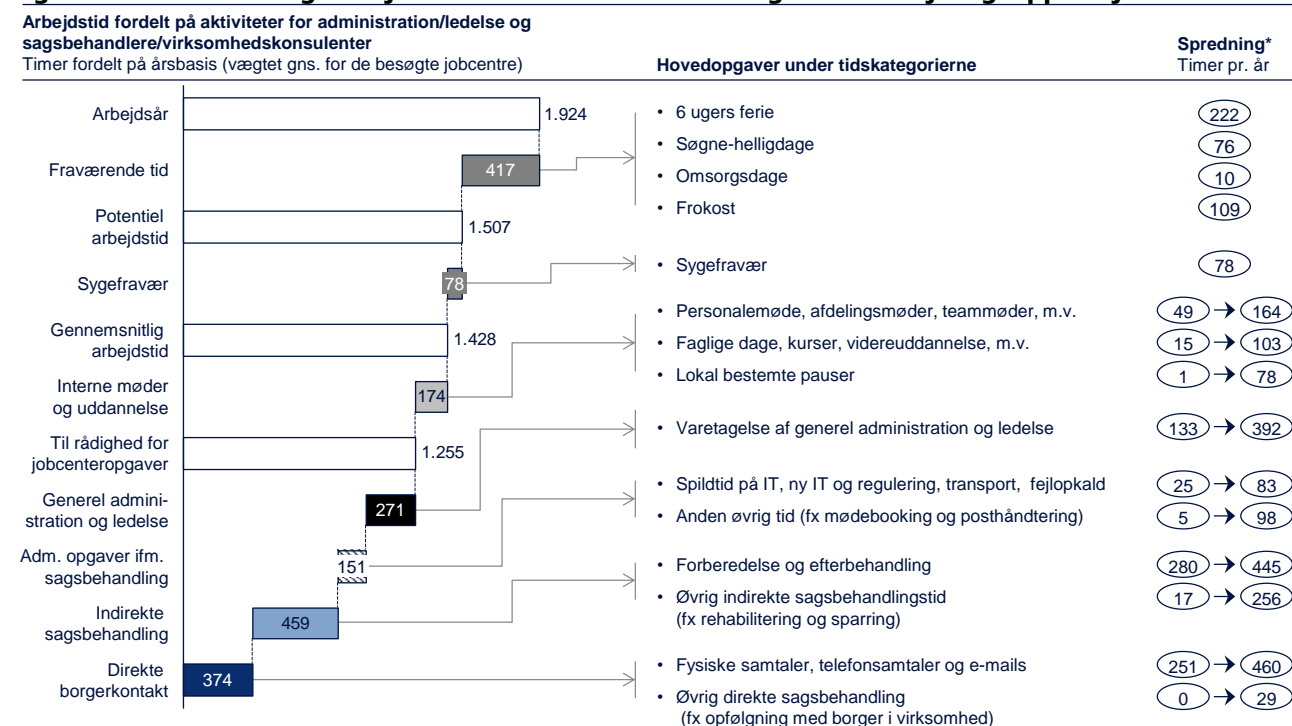 Arbejdstid fordelt på aktiviteter for administration/ledelse og
sagsbehandlere/virksomhedskonsulenter
Timer fordelt på årsbasis (vægtet gns. for de besøgte jobcentre)
Hovedopgaver under tidskategorierne
Spredning*
Timer pr. år
Arbejdsår
1.924
• 6 ugers ferie
222
• Søgne-helligdage
76
Fraværende tid
417
• Omsorgsdage
10
• Frokost
109
Potentiel
arbejdstid
1.507
Sygefravær
78
• Sygefravær
78
Gennemsnitlig
arbejdstid
1.428
• Personalemøde, afdelingsmøder, teammøder, m.v.
49 → 164
• Faglige dage, kurser, videreuddannelse, m.v.
15 → 103
• Lokal bestemte pauser
1 → 78
Interne møder
og uddannelse
174
Til rådighed for
jobcenteropgaver
1.255
• Varetagelse af generel administration og ledelse
133 → 392
Generel admini-
stration og ledelse
271
• Spildtid på IT, ny IT og regulering, transport, fejlopkald
25 → 83
• Anden øvrig tid (fx mødebooking og posthåndtering)
5 → 98
Adm. opgaver ifm.
sagsbehandling
151
• Forberedelse og efterbehandling
280 → 445
• Øvrig indirekte sagsbehandlingstid
(fx rehabilitering og sparring)
17 → 256
Indirekte
sagsbehandling
459
Direkte
borgerkontakt
374
• Fysiske samtaler, telefonsamtaler og e-mails
251 → 460
• Øvrig direkte sagsbehandling
(fx opfølgning med borger i virksomhed)
0 → 29